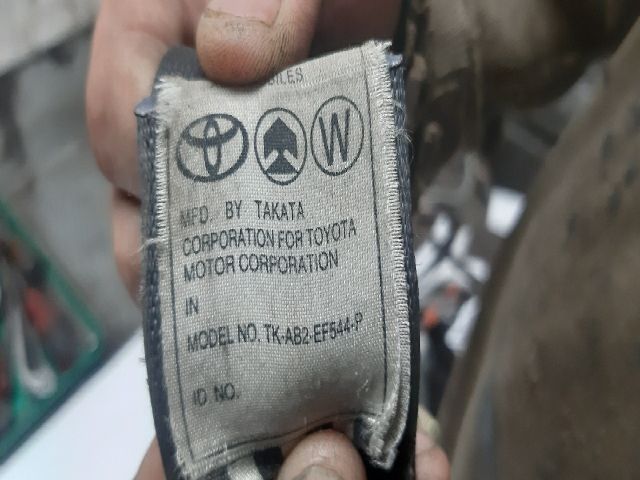 W
MFD. BY TAKATA
CORPORATION FOR TOYOTA
MOTOR CORPORATION
IN
MODEL NO. TK-AB2-EF544-P
ID NO.